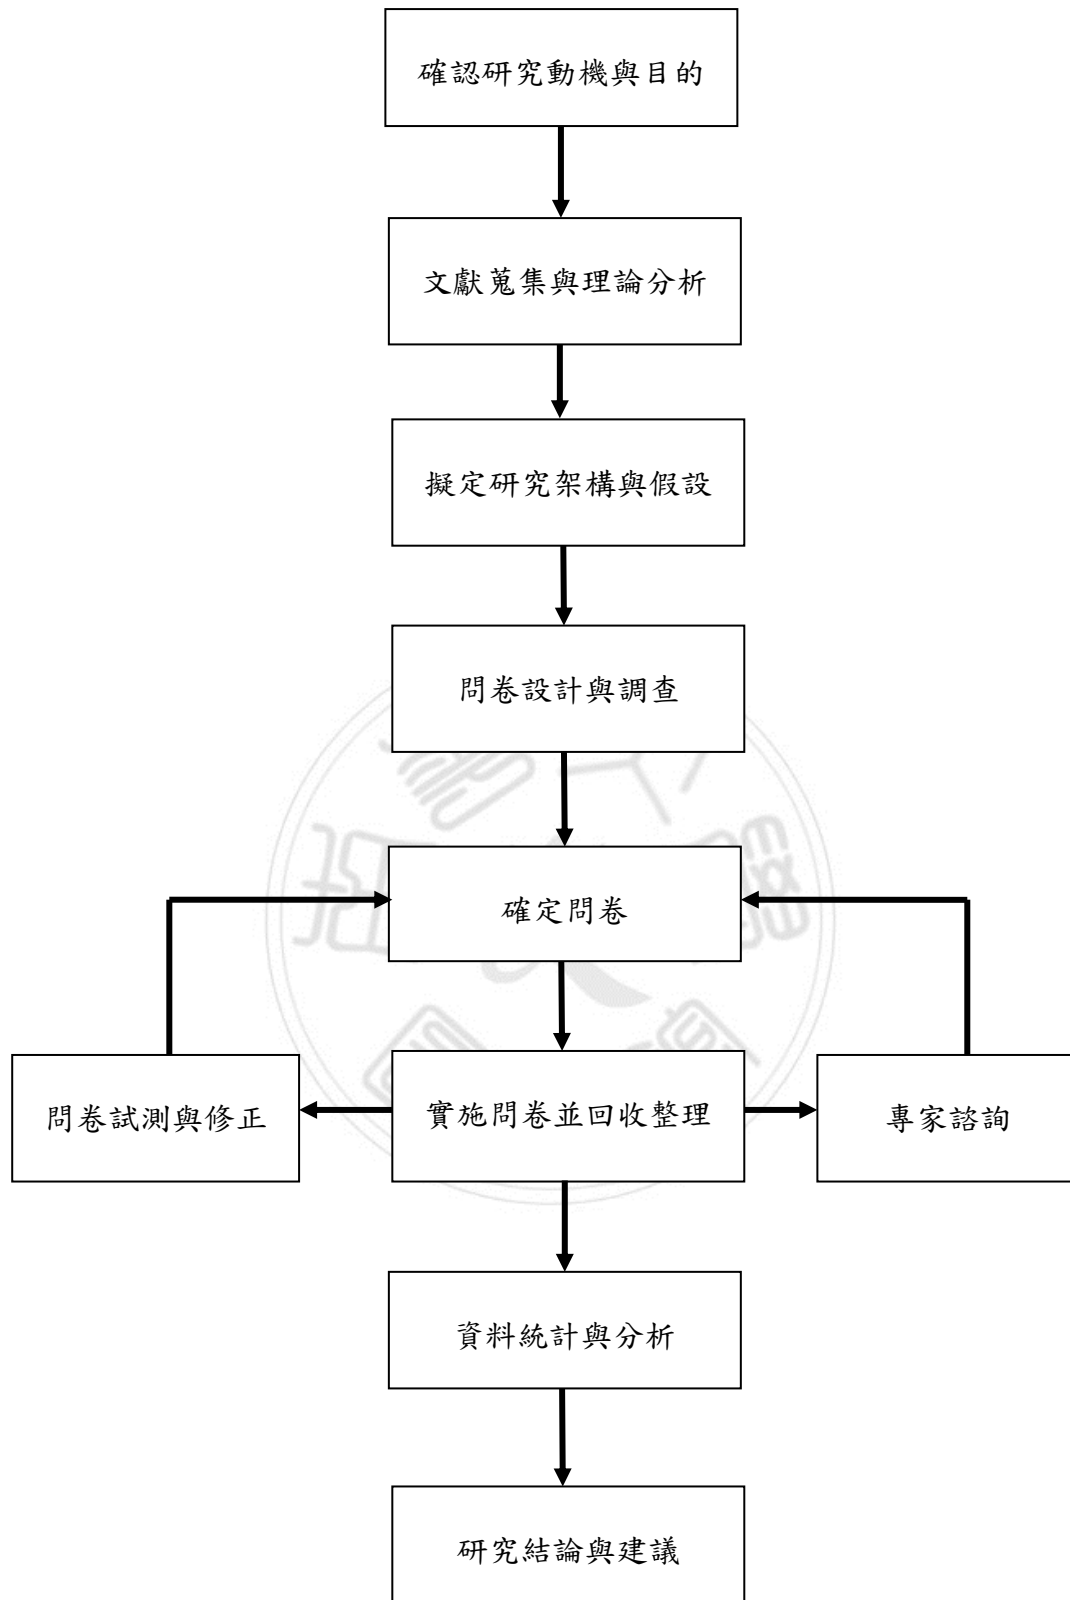 確認研究動機與目的
文獻蒐集與理論分析
擬定研究架構與假設
問卷設計與調查
確定問卷
問卷試測與修正
實施問卷並回收整理
專家諮詢
資料統計與分析
研究結論與建議